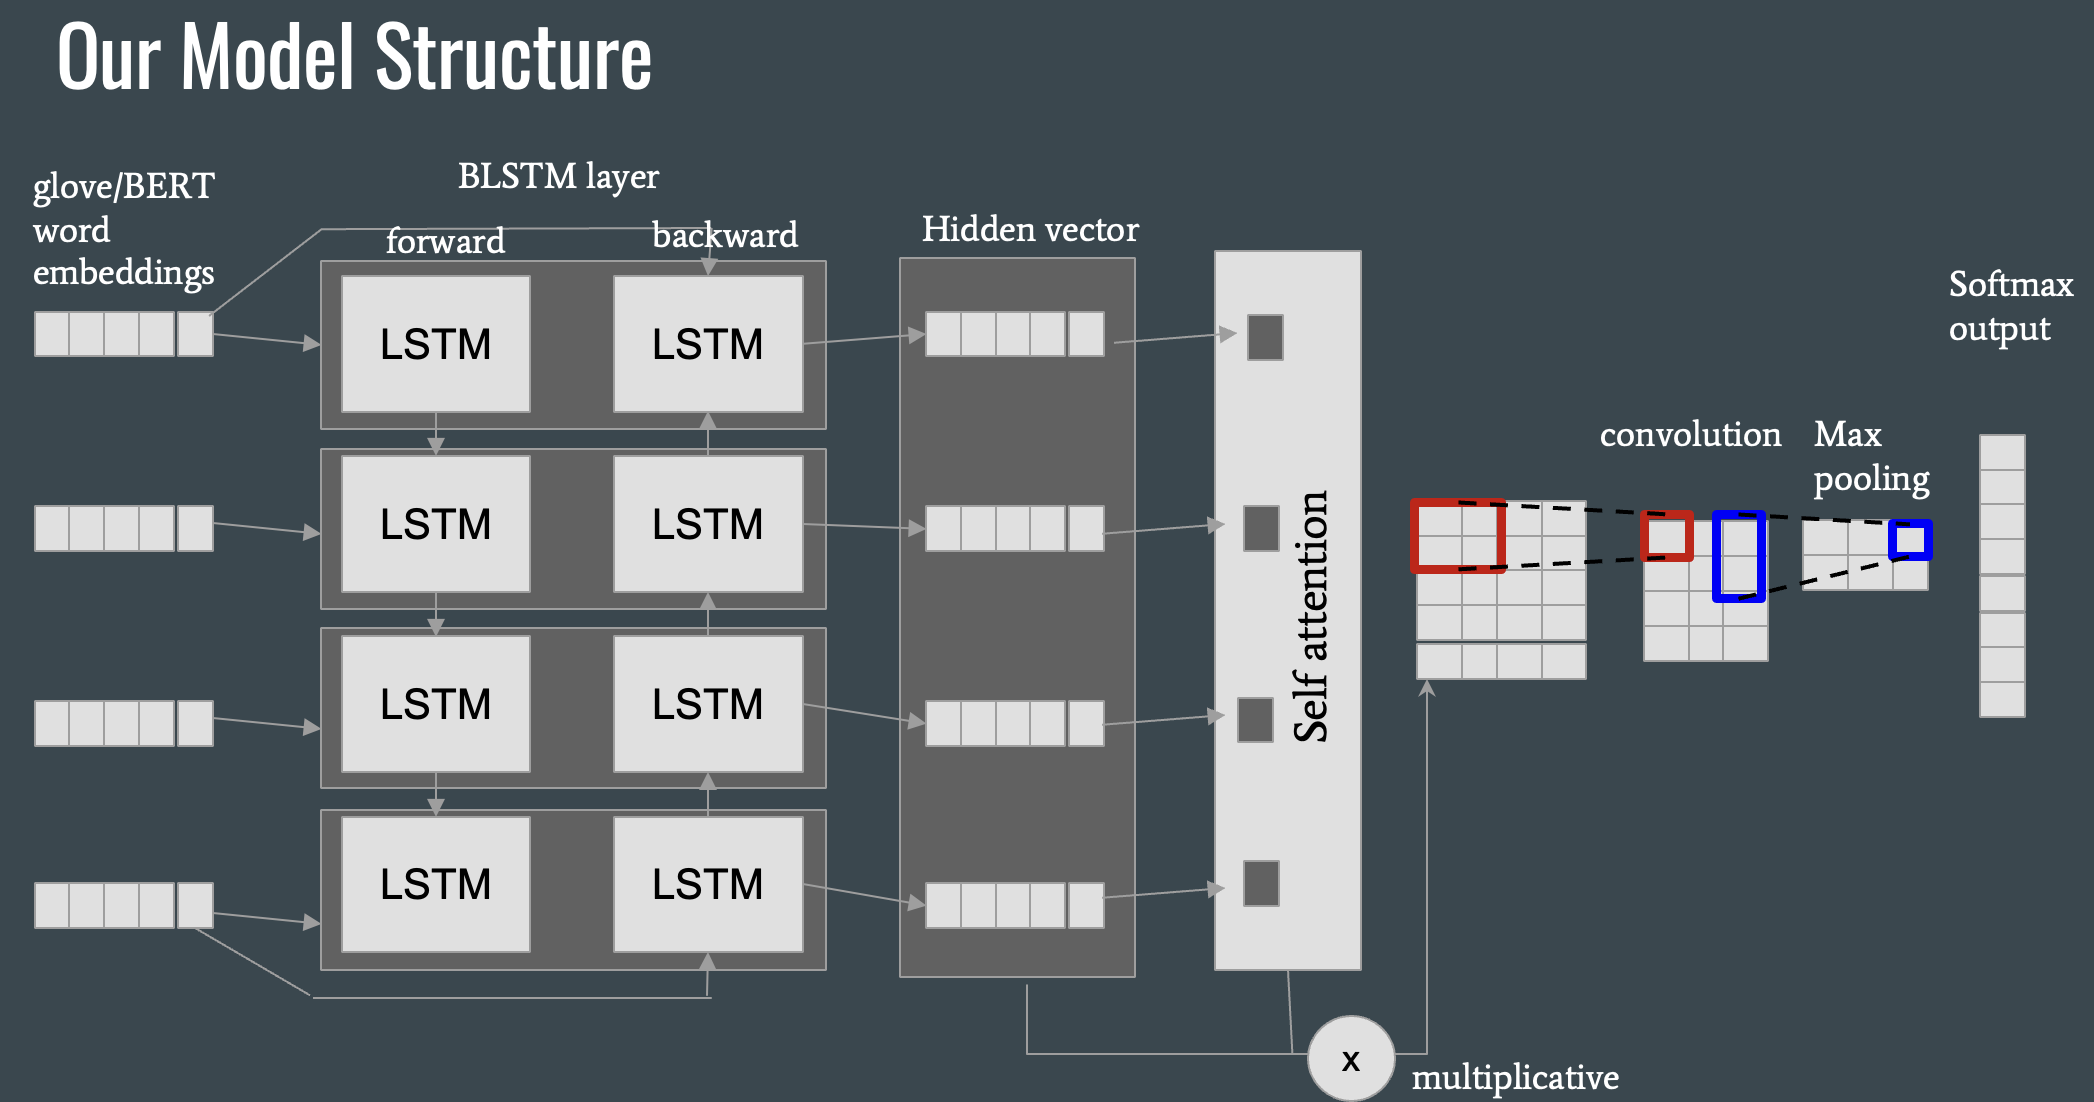 Our Model Structure
glove/BERT
word
embeddings
BLSTM layer
forward
backward
Hidden vector
LSTM
LSTM
LSTM
LSTM
LSTM
LSTM
LSTM
LSTM
Self attention
x
multiplicative
convolution
Max
pooling
Softmax
output